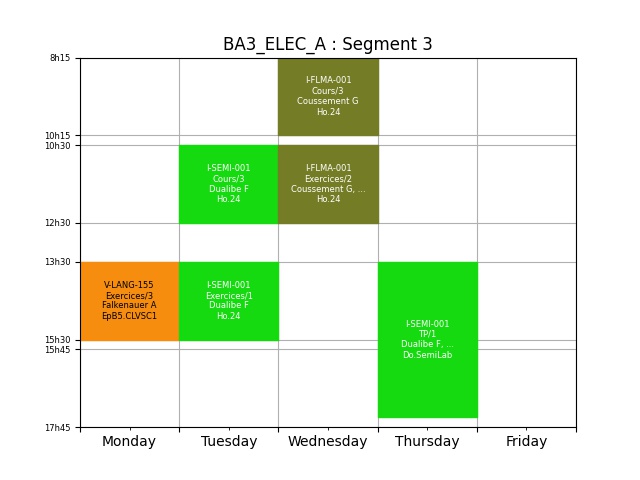 BA3_ELEC_A : Segment 3
8h15
10h15
10h30
12h30
13h30
15h30
15h45
17h45
I-FLMA-001
Cours/3
Coussement G
Ho.24
I-SEMI-001
Cours/3
Dualibe F
Ho.24
I-FLMA-001
Exercices/2
Coussement G, ...
Ho.24
V-LANG-155
Exercices/3
Falkenauer A
EpB5.CLVSC1
I-SEMI-001
Exercices/1
Dualibe F
Ho.24
I-SEMI-001
TP/1
Dualibe F, ...
Do.SemiLab
Monday
Tuesday
Wednesday
Thursday
Friday